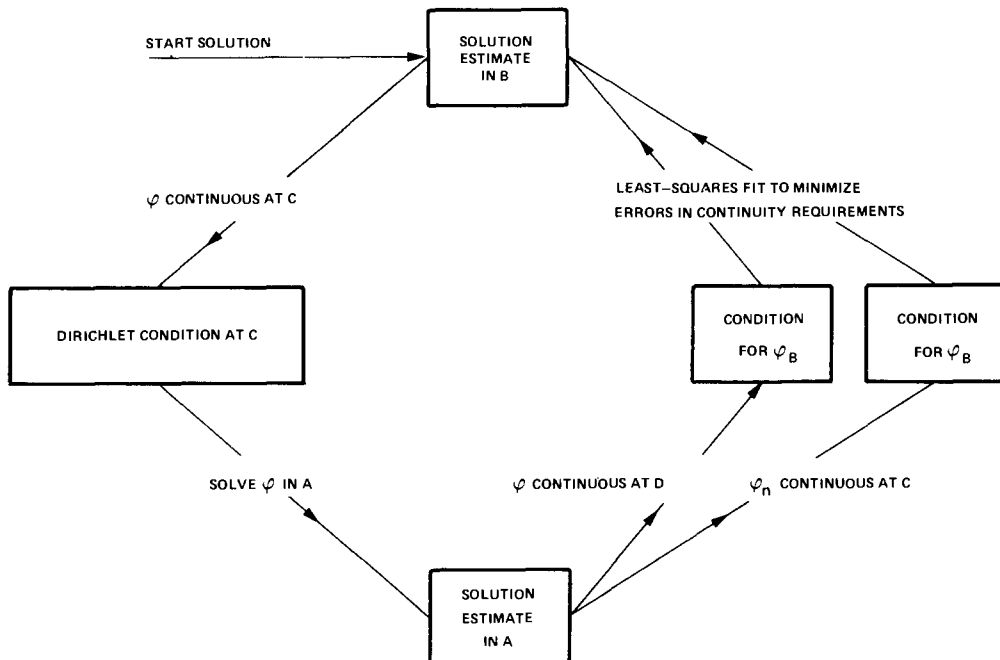 START SOLUTION
SOLUTION
ESTIMATE
IN B
φ CONTINUOUS AT C
LEAST–SQUARES FIT TO MINIMIZE
ERRORS IN CONTINUITY REQUIREMENTS
DIRICHLET CONDITION AT C
CONDITION
FOR φB
CONDITION
FOR φB
SOLVE φ IN A
φ CONTINUOUS AT D
φn CONTINUOUS AT C
SOLUTION
ESTIMATE
IN A